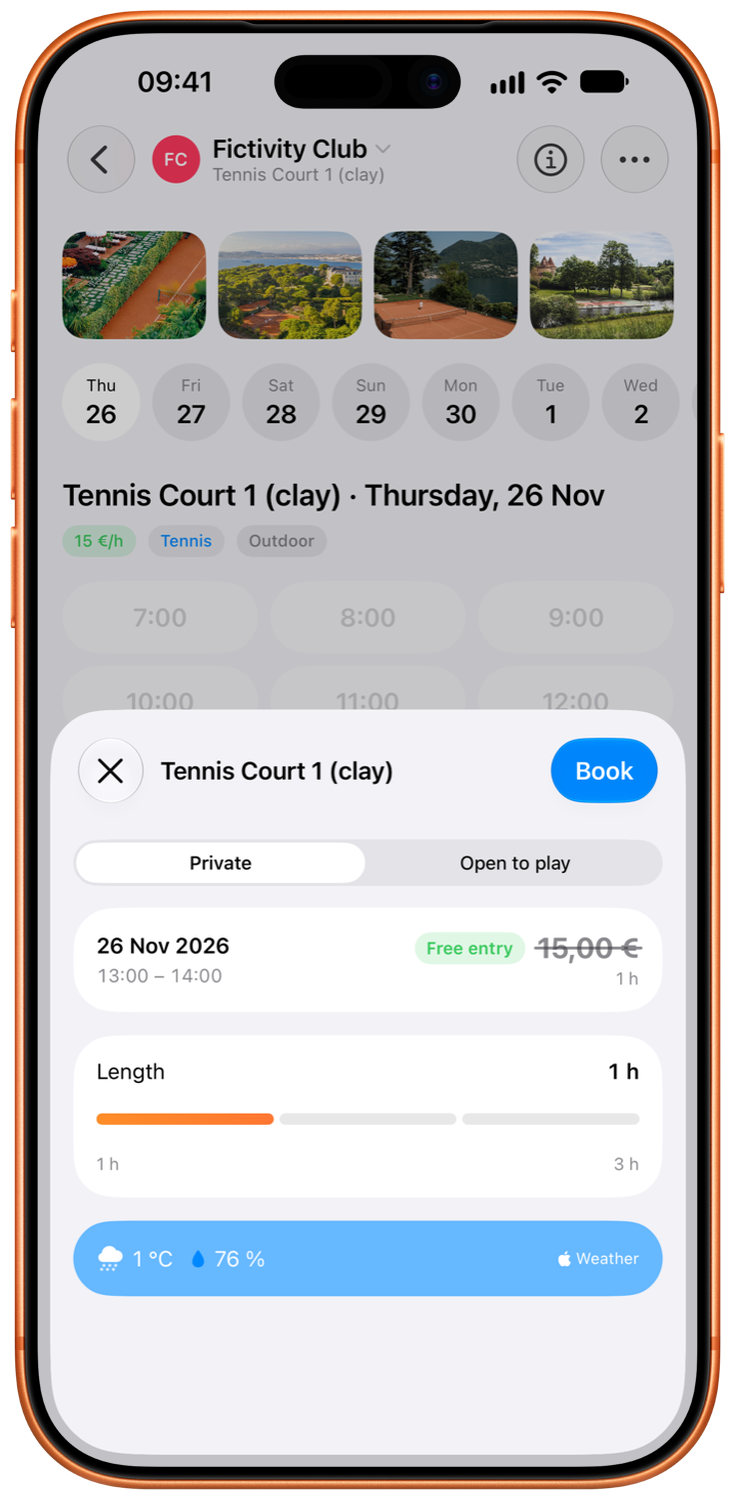 09:41
FC Fictivity Club
Tennis Court 1 (clay)
Thu Fri Sat Sun Mon Tue Wed
26 27 28 29 30 1 2
Tennis Court 1 (clay) · Thursday, 26 Nov
15 €/h Tennis Outdoor
7:00 8:00 9:00
10:00 11:00 12:00
Tennis Court 1 (clay) Book
Private Open to play
26 Nov 2026 Free entry 15,00 €
13:00 – 14:00 1 h
Length 1 h
1 h 3 h
1 °C 76 % Weather